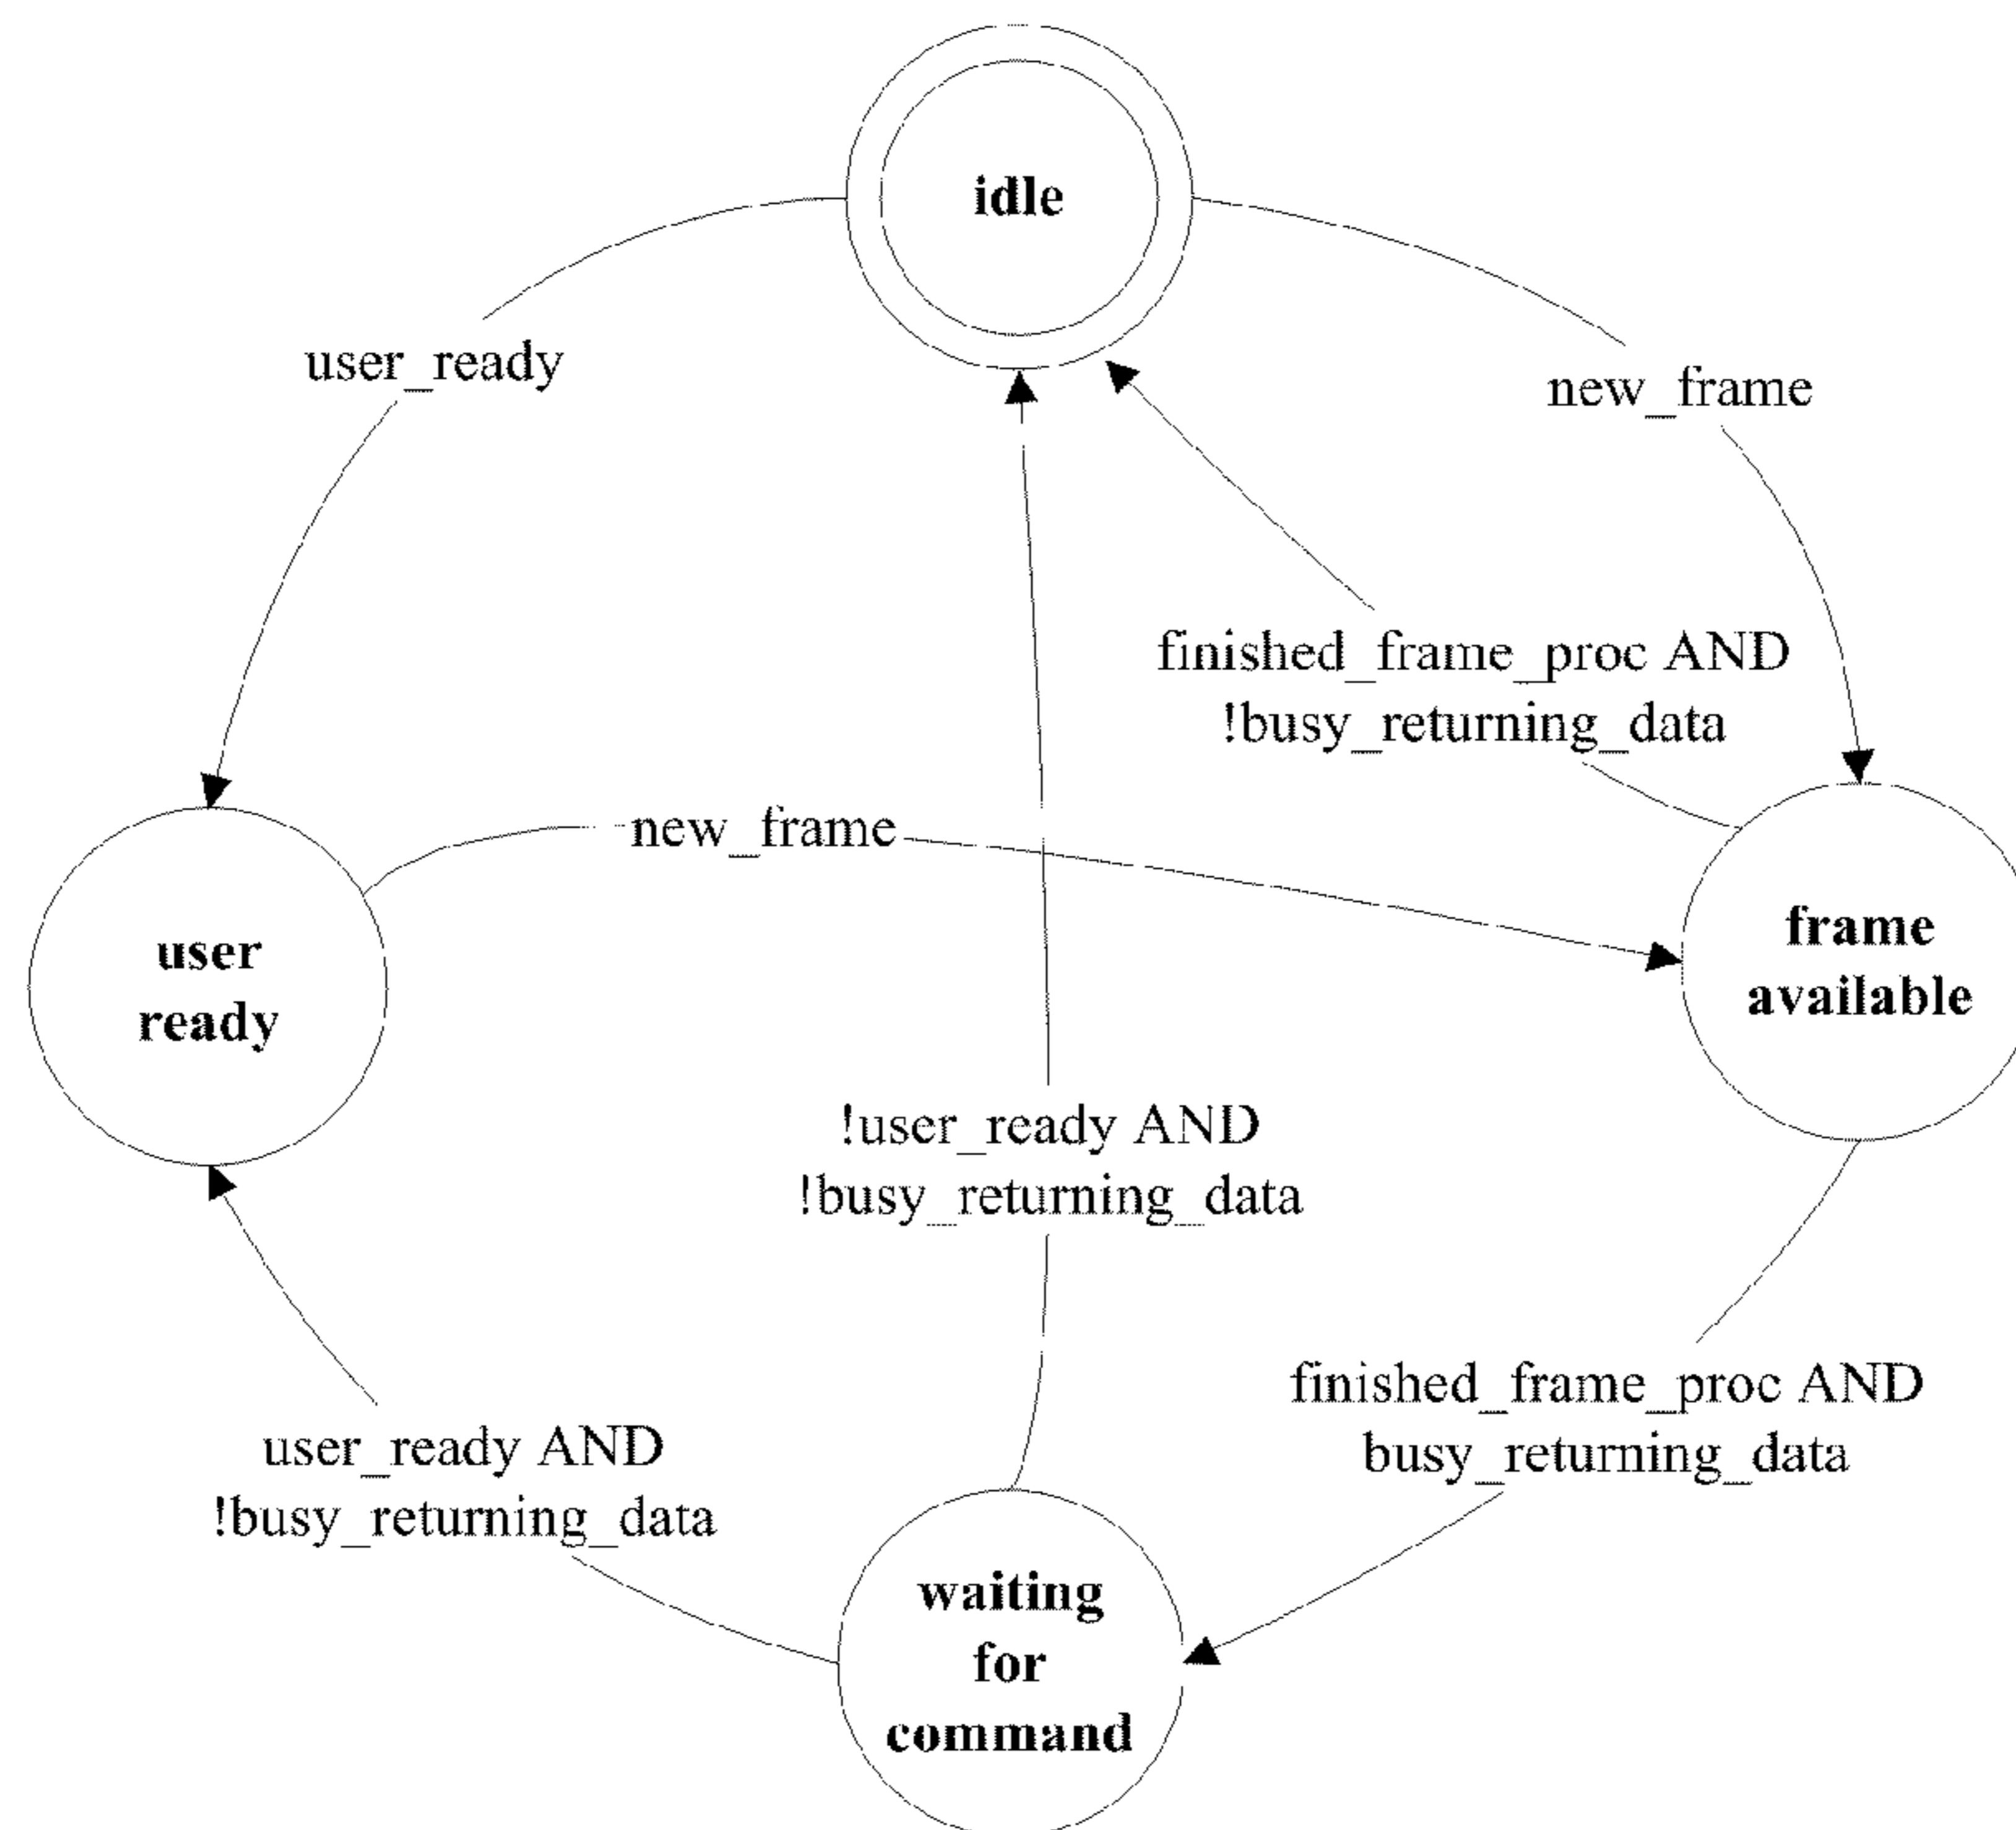 idle
user_ready
new_frame
finished_frame_proc AND
!busy_returning_data
new_frame
user
ready
frame
available
!user_ready AND
!busy_returning_data
finished_frame_proc AND
busy_returning_data
user_ready AND
!busy_returning_data
waiting
for
command